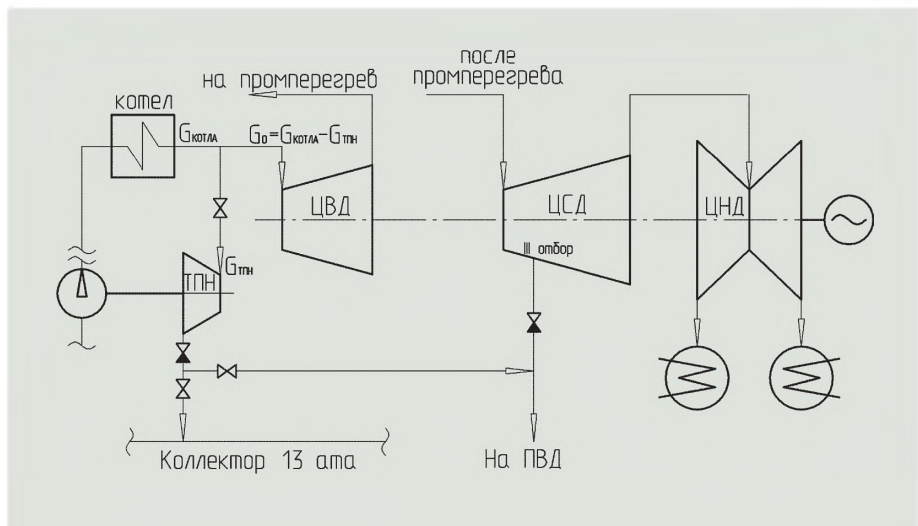 на промперегрев
после
промперегрева
котел
Gкотла
G₀=Gкотла-Gтпн
ЦВД
ЦСД
ЦНД
III отбор
ТПН
Gтпн
Коллектор 13 ата
На ПВД